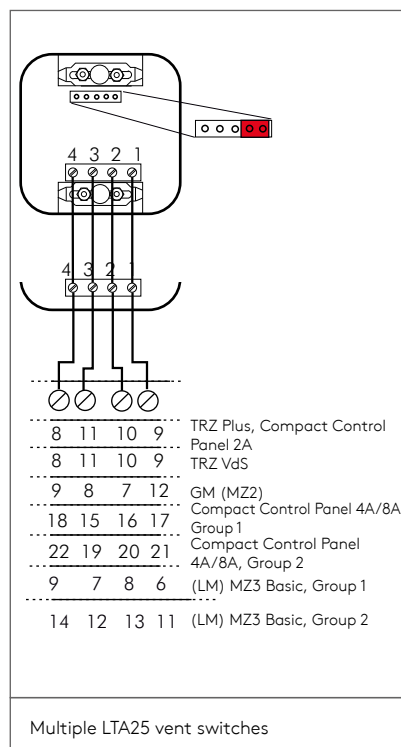 4 3 2 1
4 3 2 1
8 11 10 9 TRZ Plus, Compact Control
Panel 2A
8 11 10 9 TRZ VdS
9 8 7 12 GM (MZ2)
18 15 16 17 Compact Control Panel 4A/8A
Group 1
22 19 20 21 Compact Control Panel
4A/8A, Group 2
9 7 8 6 (LM) MZ3 Basic, Group 1
14 12 13 11 (LM) MZ3 Basic, Group 2
Multiple LTA25 vent switches